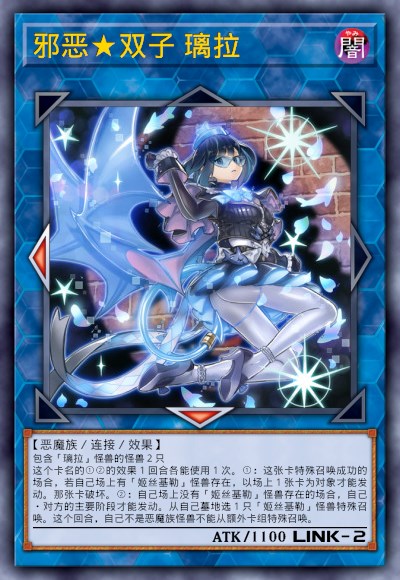 邪恶★双子 璃拉
やみ
闇
【恶魔族／连接／效果】
包含「璃拉」怪兽的怪兽２只
这个卡名的①②的效果１回合各能使用１次。①：这张卡特殊召唤成功的
场合，若自己场上有「姬丝基勒」怪兽存在，以场上１张卡为对象才能发
动。那张卡破坏。②：自己场上没有「姬丝基勒」怪兽存在的场合，自己
・对方的主要阶段才能发动。从自己墓地选１只「姬丝基勒」怪兽特殊召
唤。这个回合，自己不是恶魔族怪兽不能从额外卡组特殊召唤。
ATK/1100 LINK-2